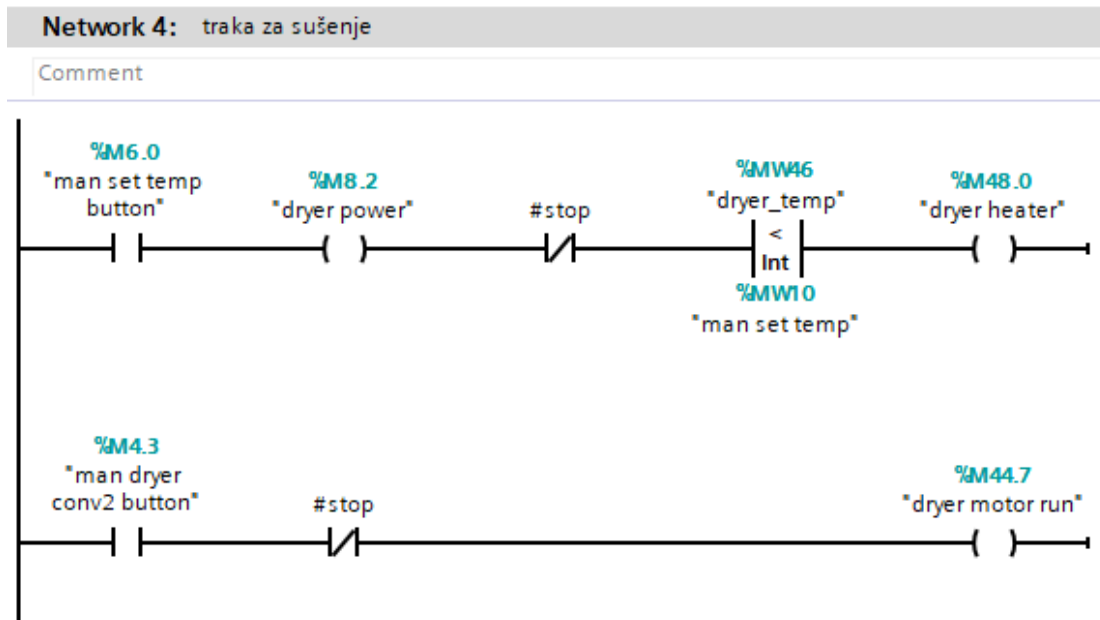 Network 4: traka za sušenje
Comment
%M6.0
"man set temp
button"
%M8.2
"dryer power"
#stop
%MW46
"dryer_temp"
<
Int
%MW10
"man set temp"
%M48.0
"dryer heater"
%M4.3
"man dryer
conv2 button"
#stop
%M44.7
"dryer motor run"